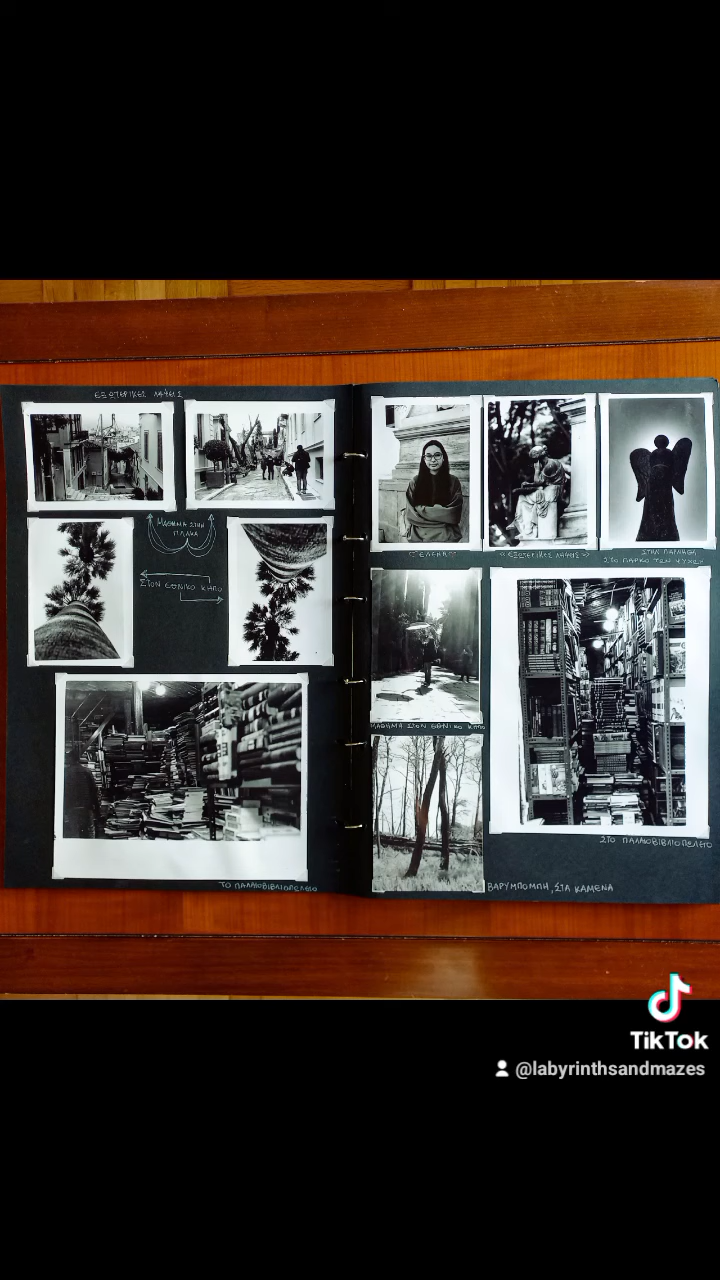 ΕΞΩΤΕΡΙΚΕΣ ΛΗΨΕΙΣ
ΜΑΘΗΜΑ ΣΤΗΝ
ΠΛΑΚΑ
ΣΤΟΝ ΕΘΝΙΚΟ ΚΗΠΟ
ΤΟ ΠΑΛΑΙΟΒΙΒΛΙΟΠΩΛΕΙΟ
"ΕΛΕΝΑ"
"ΕΞΩΤΕΡΙΚΕΣ ΛΗΨΕΙΣ"
ΣΤΗΝ ΠΑΡΝΗΘΑ
ΣΤΟ ΠΑΡΚΟ ΤΩΝ ΨΥΧΩΝ
ΜΑΘΗΜΑ ΣΤΟΝ ΕΘΝΙΚΟ ΚΗΠΟ
ΣΤΟ ΠΑΛΑΙΟΒΙΒΛΙΟΠΩΛΕΙΟ
ΒΑΡΥΜΠΟΜΠΗ, ΣΤΑ ΚΑΜΕΝΑ
TikTok
@labyrinthsandmazes